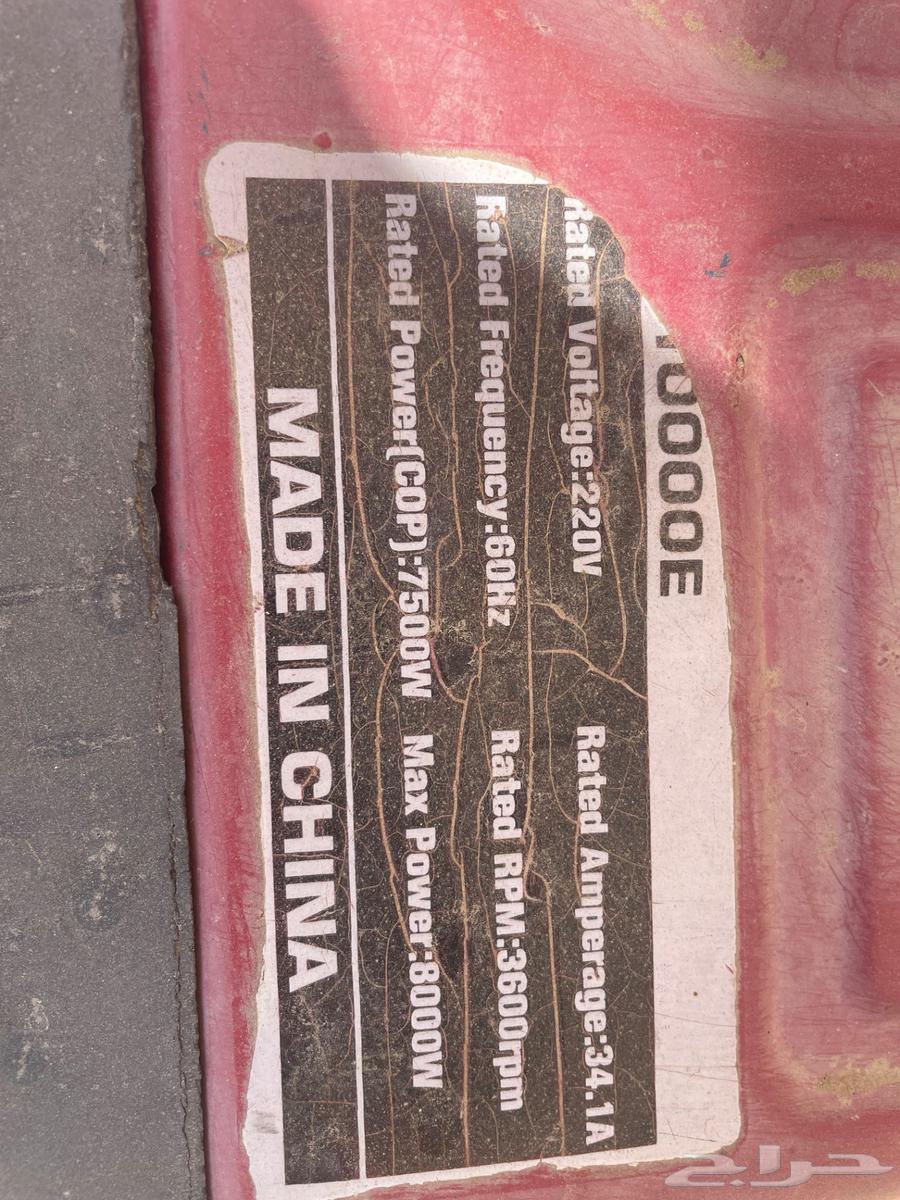 0000E
Rated Voltage:220V Rated Amperage:34.1A
Rated Frequency:60Hz Rated RPM:3600rpm
Rated Power(COP):7500W Max Power:8000W
MADE IN CHINA
حراج